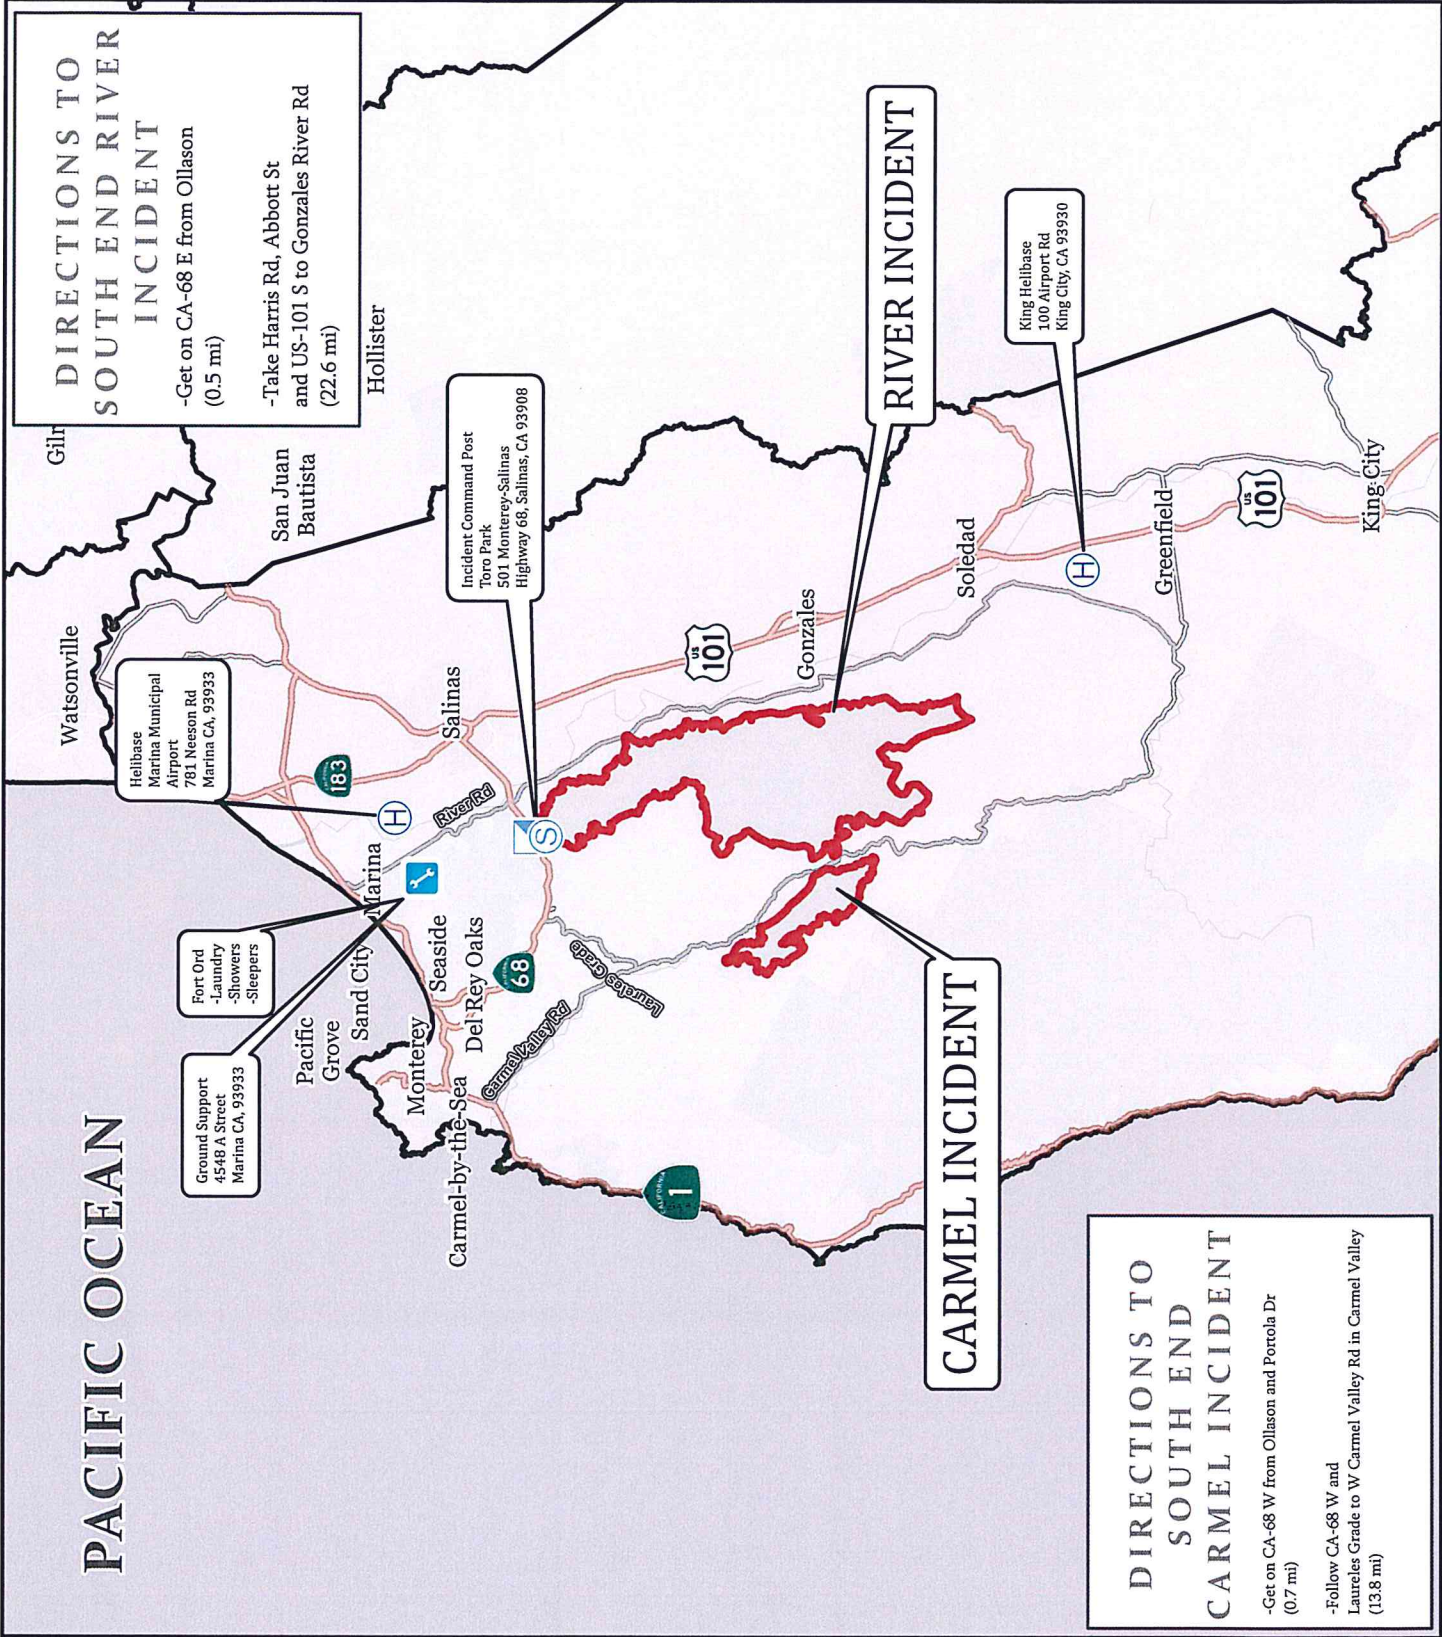 PACIFIC OCEAN
DIRECTIONS TO
SOUTH END RIVER
INCIDENT
-Get on CA-68 E from Ollason
(0.5 mi)
-Take Harris Rd, Abbott St
and US-101 S to Gonzales River Rd
(22.6 mi)
Watsonville
Gilr
San Juan
Bautista
Hollister
Helibase
Marina Municipal
Airport
781 Neeson Rd
Marina CA, 93933
Fort Ord
-Laundry
-Showers
-Sleepers
Ground Support
4548 A Street
Marina CA, 93933
Incident Command Post
Toro Park
501 Monterey-Salinas
Highway 68, Salinas, CA 93908
CALIFORNIA
183
H
Salinas
River Rd
Marina
S
Pacific
Grove
Sand City
Seaside
Monterey
Del Rey Oaks
68
Laureles Grade
Carmel Valley Rd
Carmel-by-the-Sea
CALIFORNIA
1
US
101
Gonzales
RIVER INCIDENT
CARMEL INCIDENT
Soledad
King Helibase
100 Airport Rd
King City, CA 93930
H
Greenfield
US
101
King City
DIRECTIONS TO
SOUTH END
CARMEL INCIDENT
-Get on CA-68 W from Ollason and Portola Dr
(0.7 mi)
-Follow CA-68 W and
Laureles Grade to W Carmel Valley Rd in Carmel Valley
(13.8 mi)